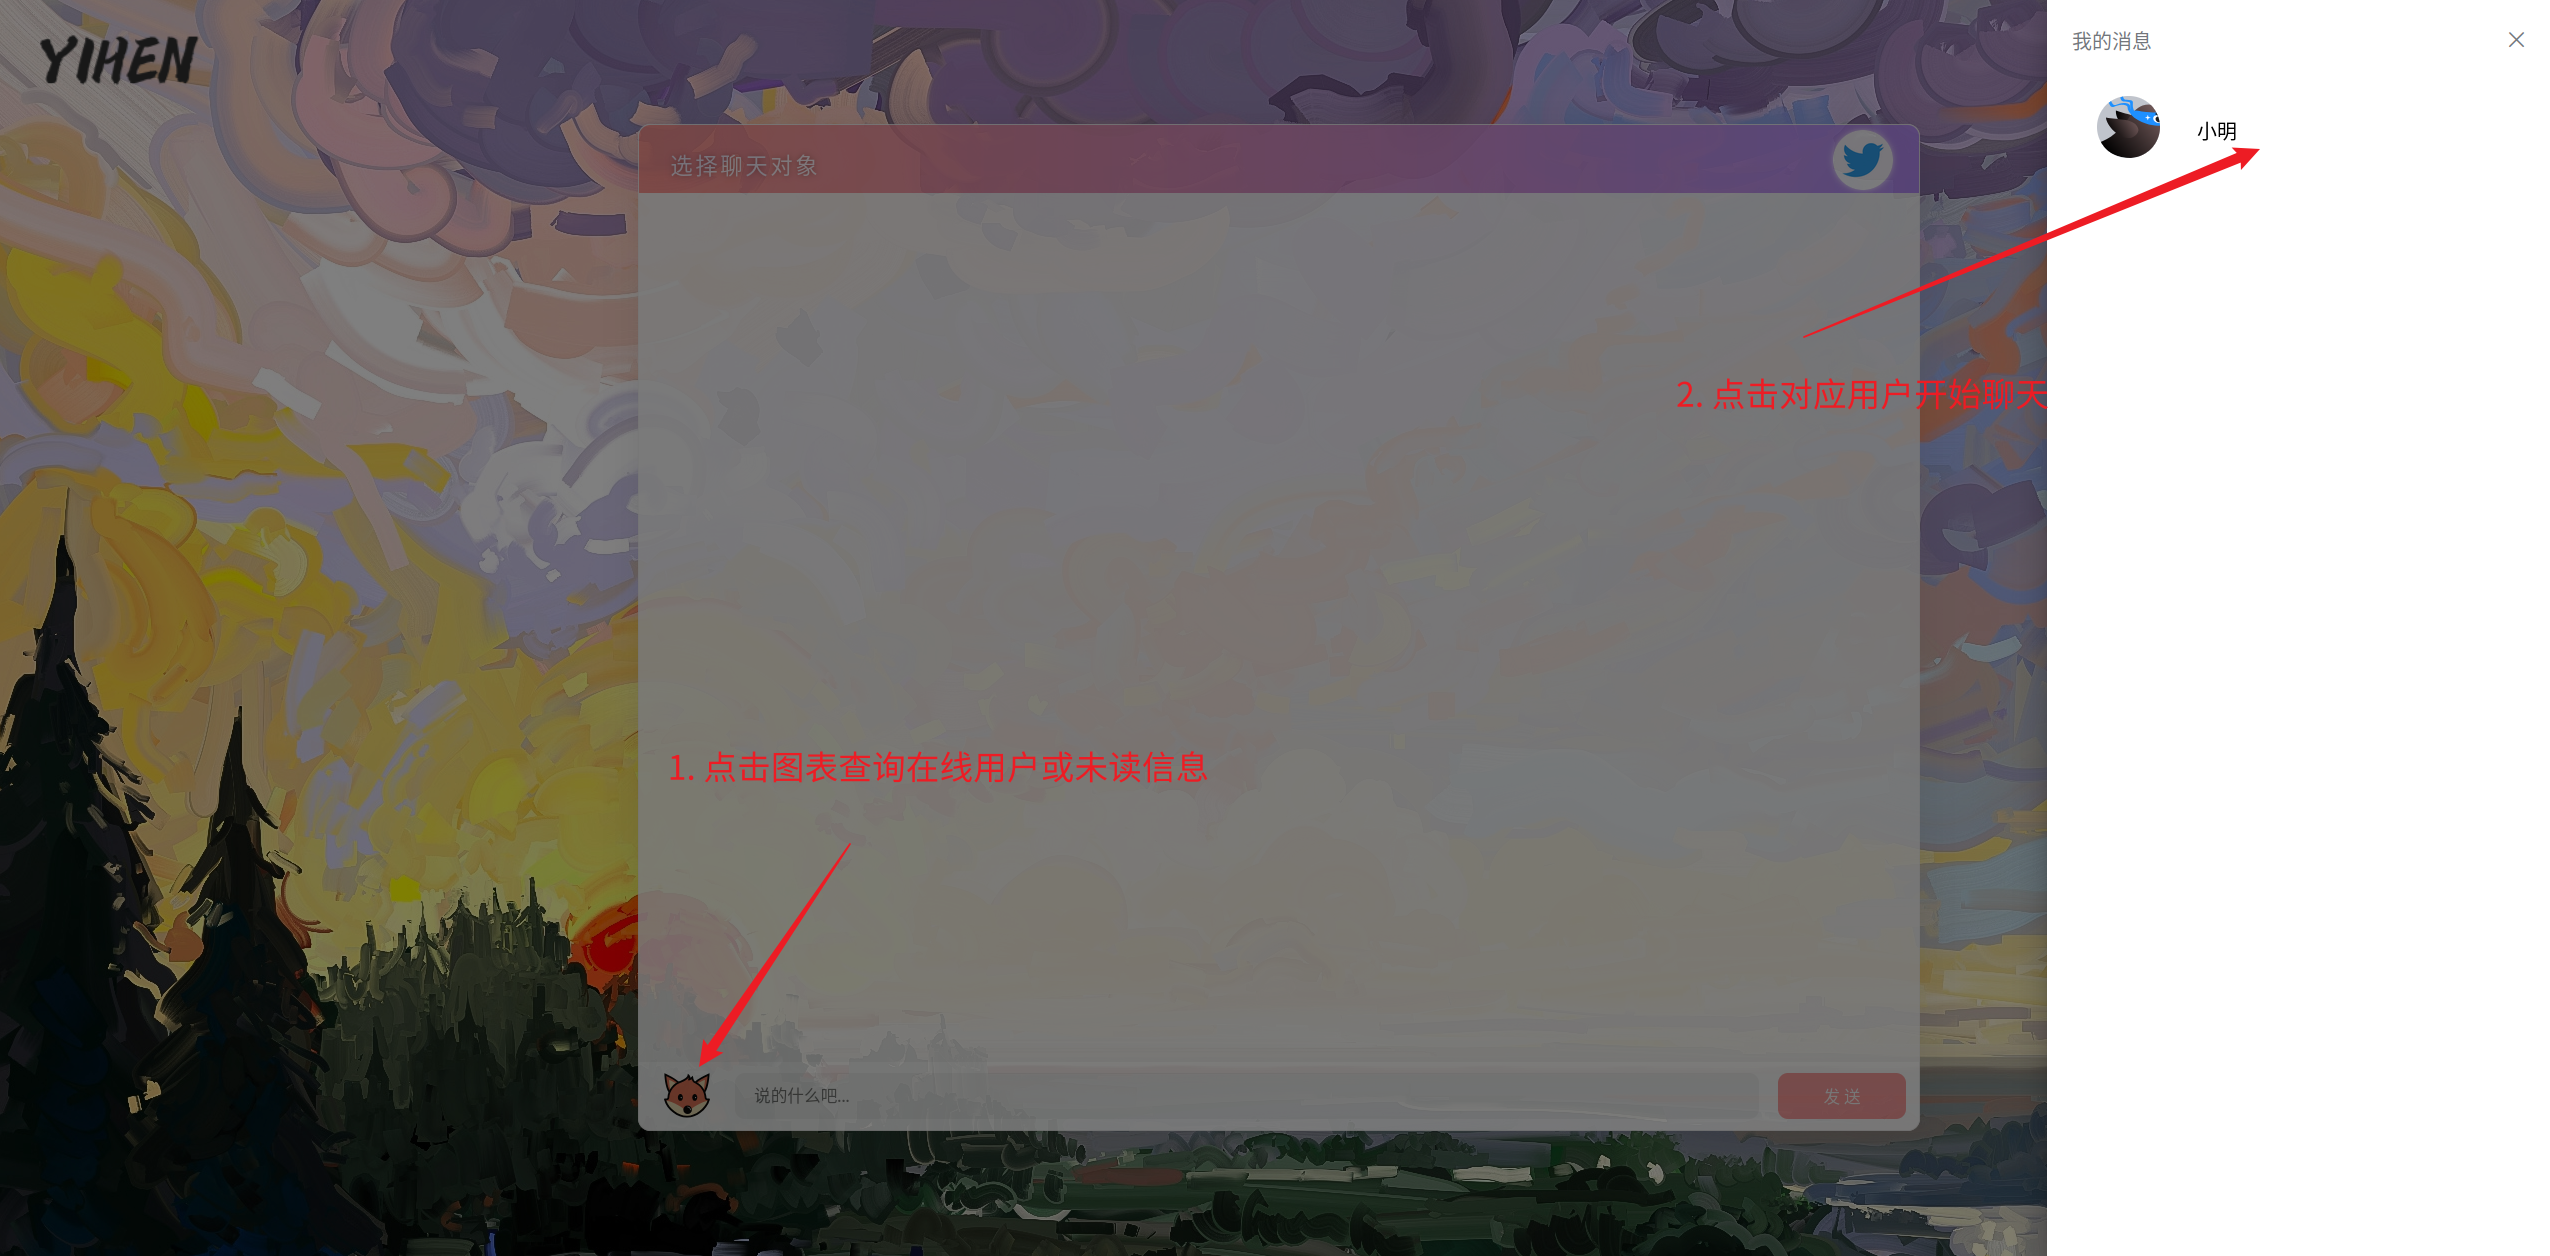 YIHEN
我的消息
小明
选择聊天对象
2. 点击对应用户开始聊天
1. 点击图表查询在线用户或未读信息
说的什么吧...
发送